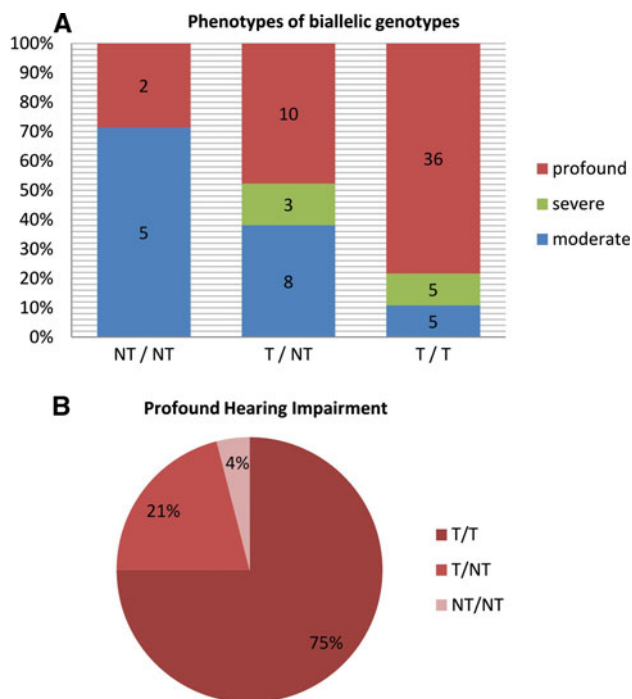 A
Phenotypes of biallelic genotypes
100%
90%
80%
70%
60%
50%
40%
30%
20%
10%
0%
2
5
10
3
8
36
5
5
NT / NT
T / NT
T / T
profound
severe
moderate
B
Profound Hearing Impairment
4%
21%
75%
T/T
T/NT
NT/NT